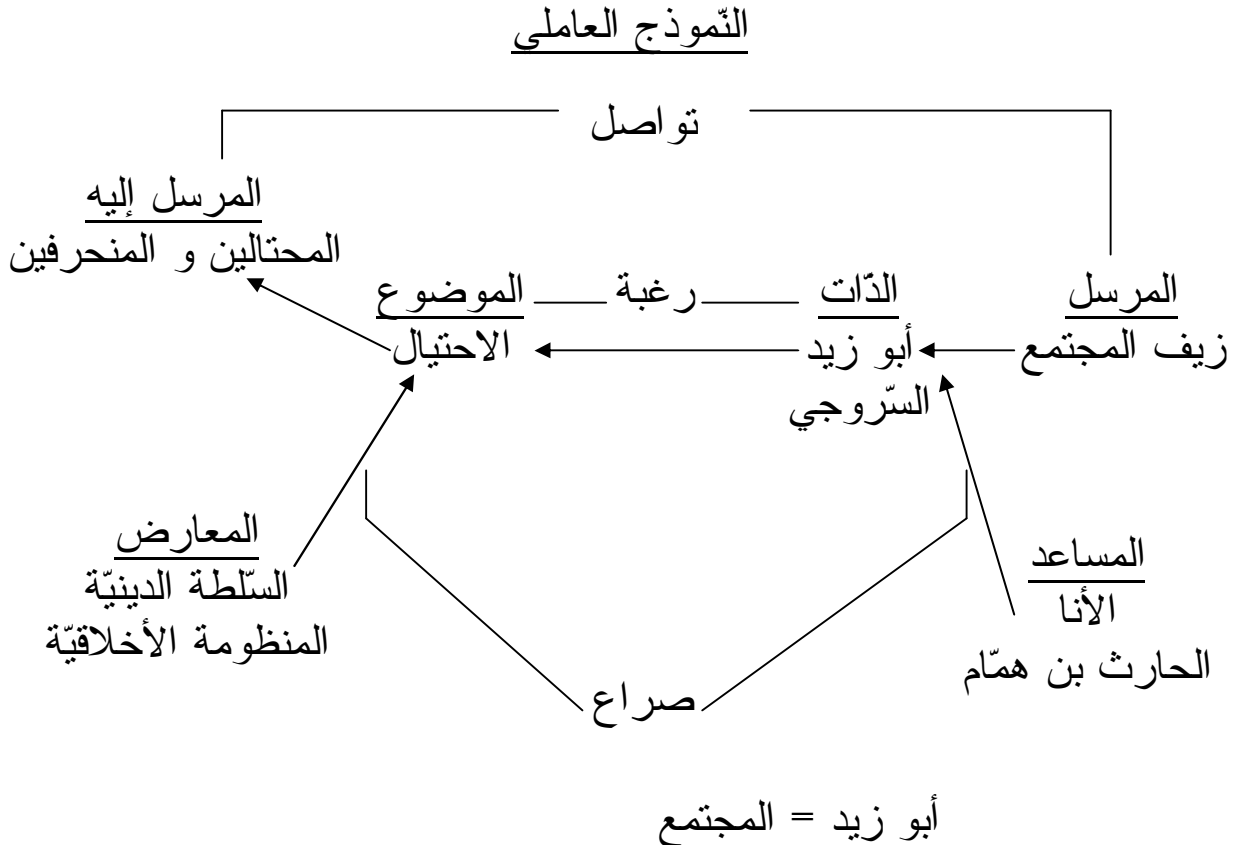 النّموذج العاملي
تواصل
المرسل إليه
المحتالين و المنحرفين
المرسل
زيف المجتمع
الذّات
أبو زيد
السّروجي
رغبة
الموضوع
الاحتيال
المساعد
الأنا
الحارث بن همّام
المعارض
السّلطة الدينيّة
المنظومة الأخلاقيّة
صراع
أبو زيد = المجتمع